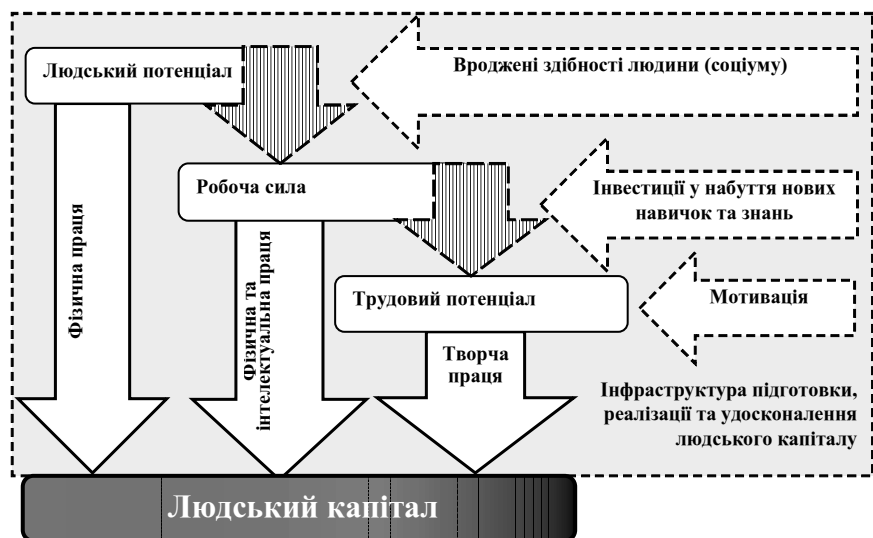 Людський потенціал
Вроджені здібності людини (соціуму)
Робоча сила
Інвестиції у набуття нових
навичок та знань
Трудовий потенціал
Мотивація
Фізична праця
Фізична та
інтелектуальна праця
Творча
праця
Інфраструктура підготовки,
реалізації та удосконалення
людського капіталу
Людський капітал